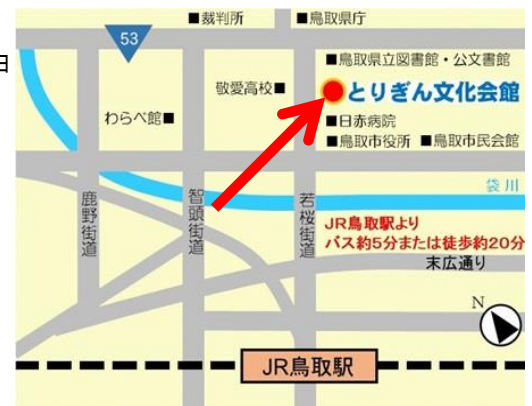 ■裁判所
■鳥取県庁
53
■鳥取県立図書館・公文書館
敬愛高校■
とりぎん文化会館
わらべ館■
■日赤病院
■鳥取市役所 ■鳥取市民会館
袋川
鹿野街道
智頭街道
若桜街道
JR鳥取駅より
バス約5分または徒歩約20分
末広通り
N
JR鳥取駅